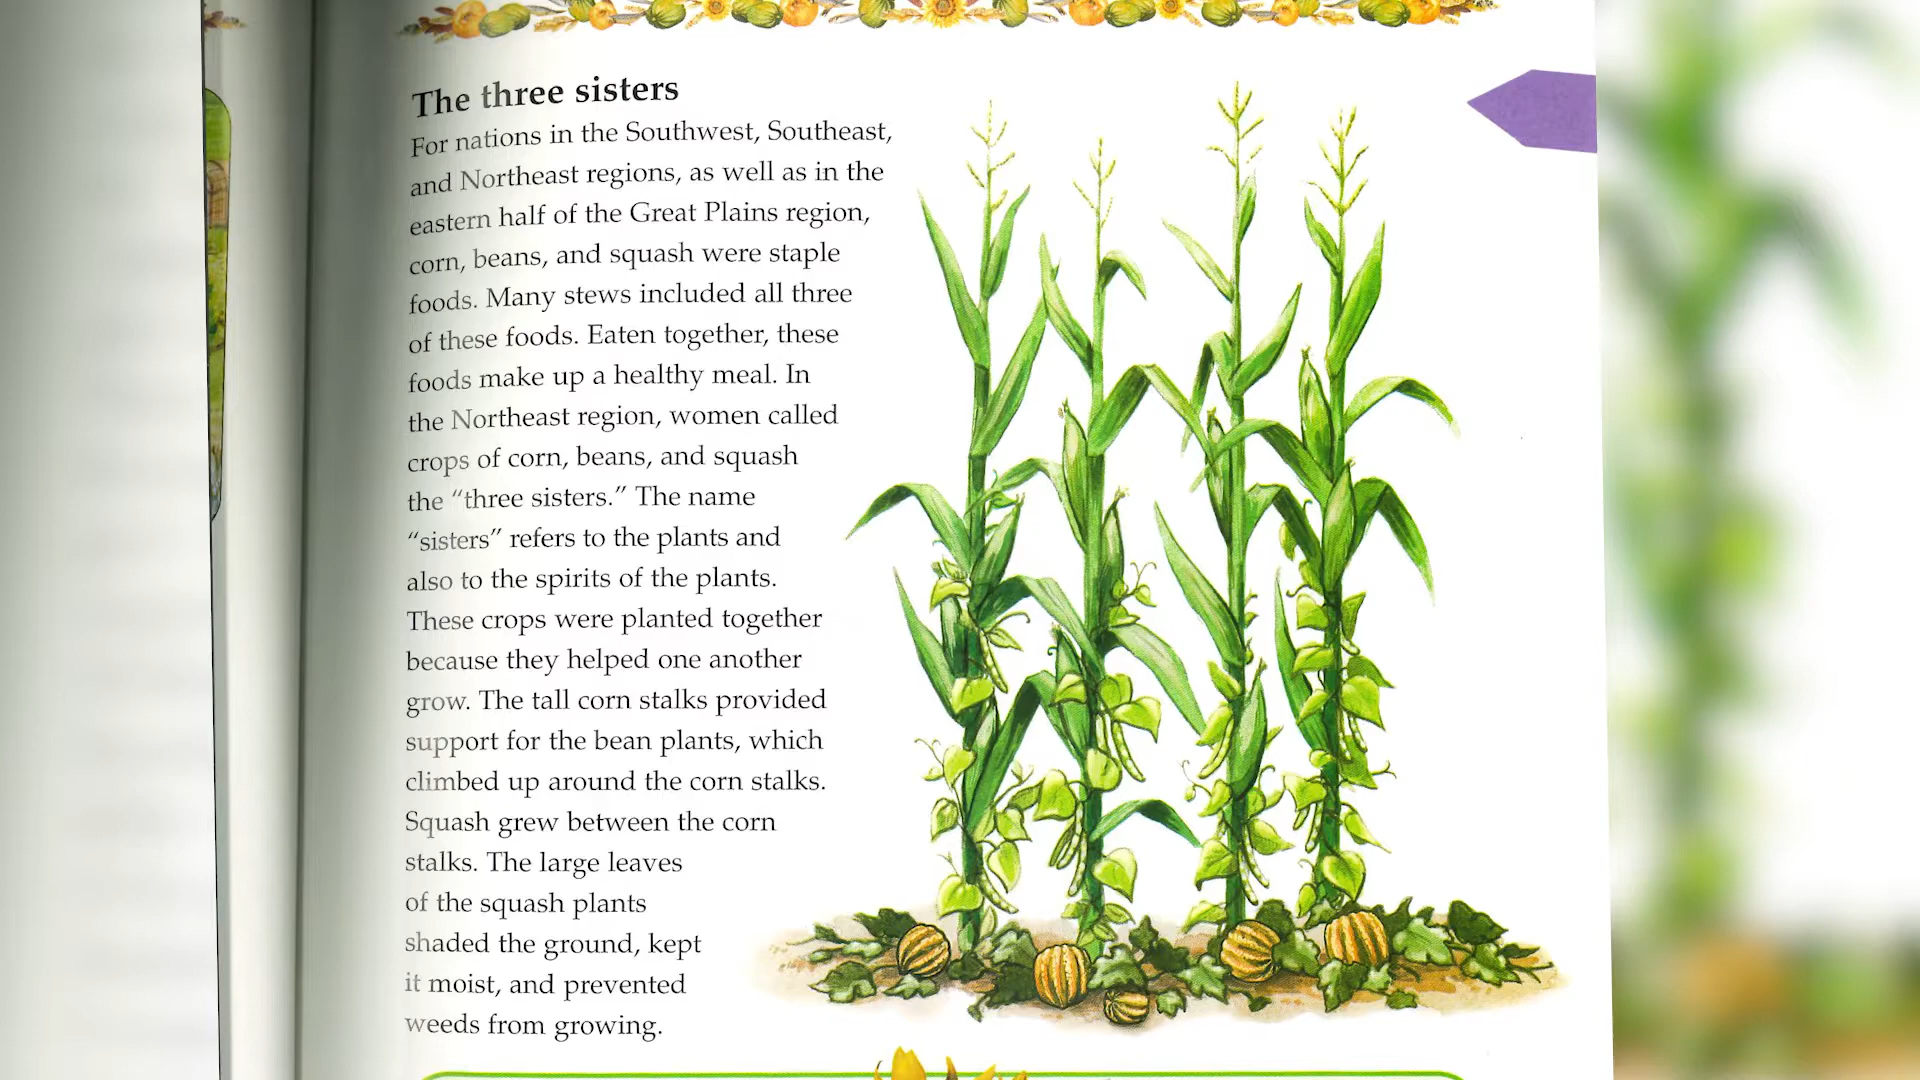 The three sisters
For nations in the Southwest, Southeast,
and Northeast regions, as well as in the
eastern half of the Great Plains region,
corn, beans, and squash were staple
foods. Many stews included all three
of these foods. Eaten together, these
foods make up a healthy meal. In
the Northeast region, women called
crops of corn, beans, and squash
the “three sisters.” The name
“sisters” refers to the plants and
also to the spirits of the plants.
These crops were planted together
because they helped one another
grow. The tall corn stalks provided
support for the bean plants, which
climbed up around the corn stalks.
Squash grew between the corn
stalks. The large leaves
of the squash plants
shaded the ground, kept
it moist, and prevented
weeds from growing.